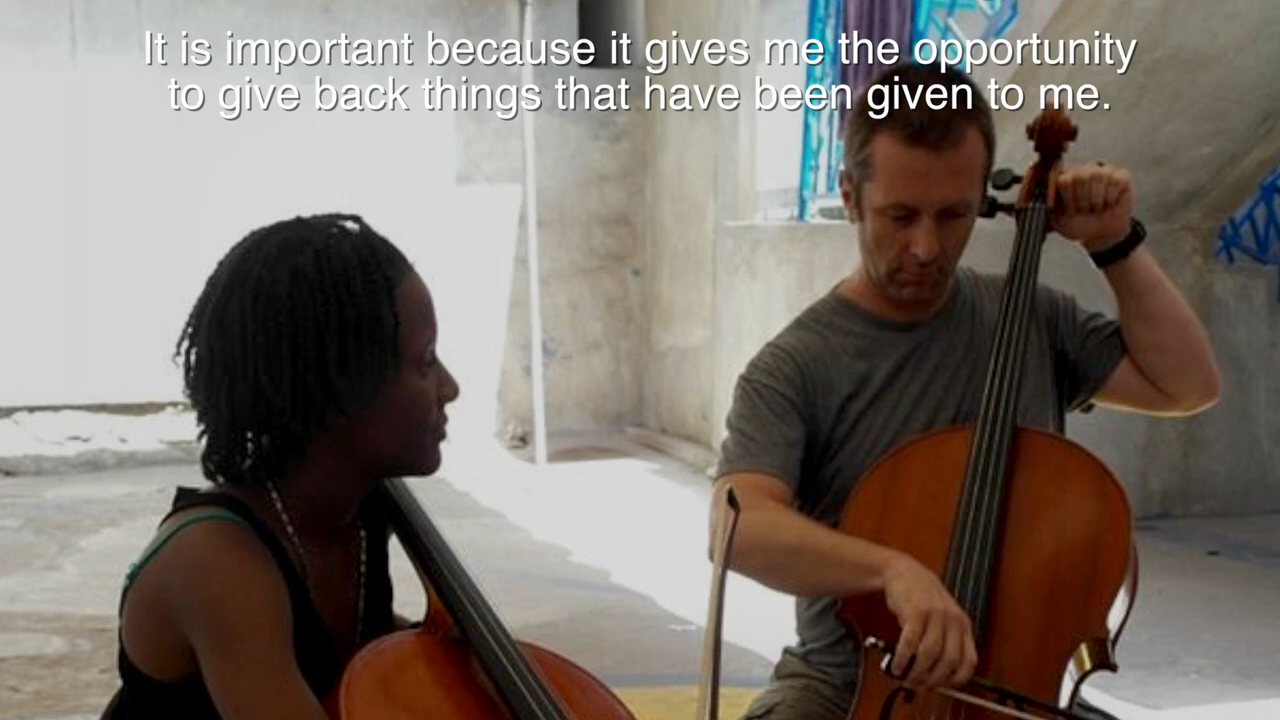 It is important because it gives me the opportunity
to give back things that have been given to me.